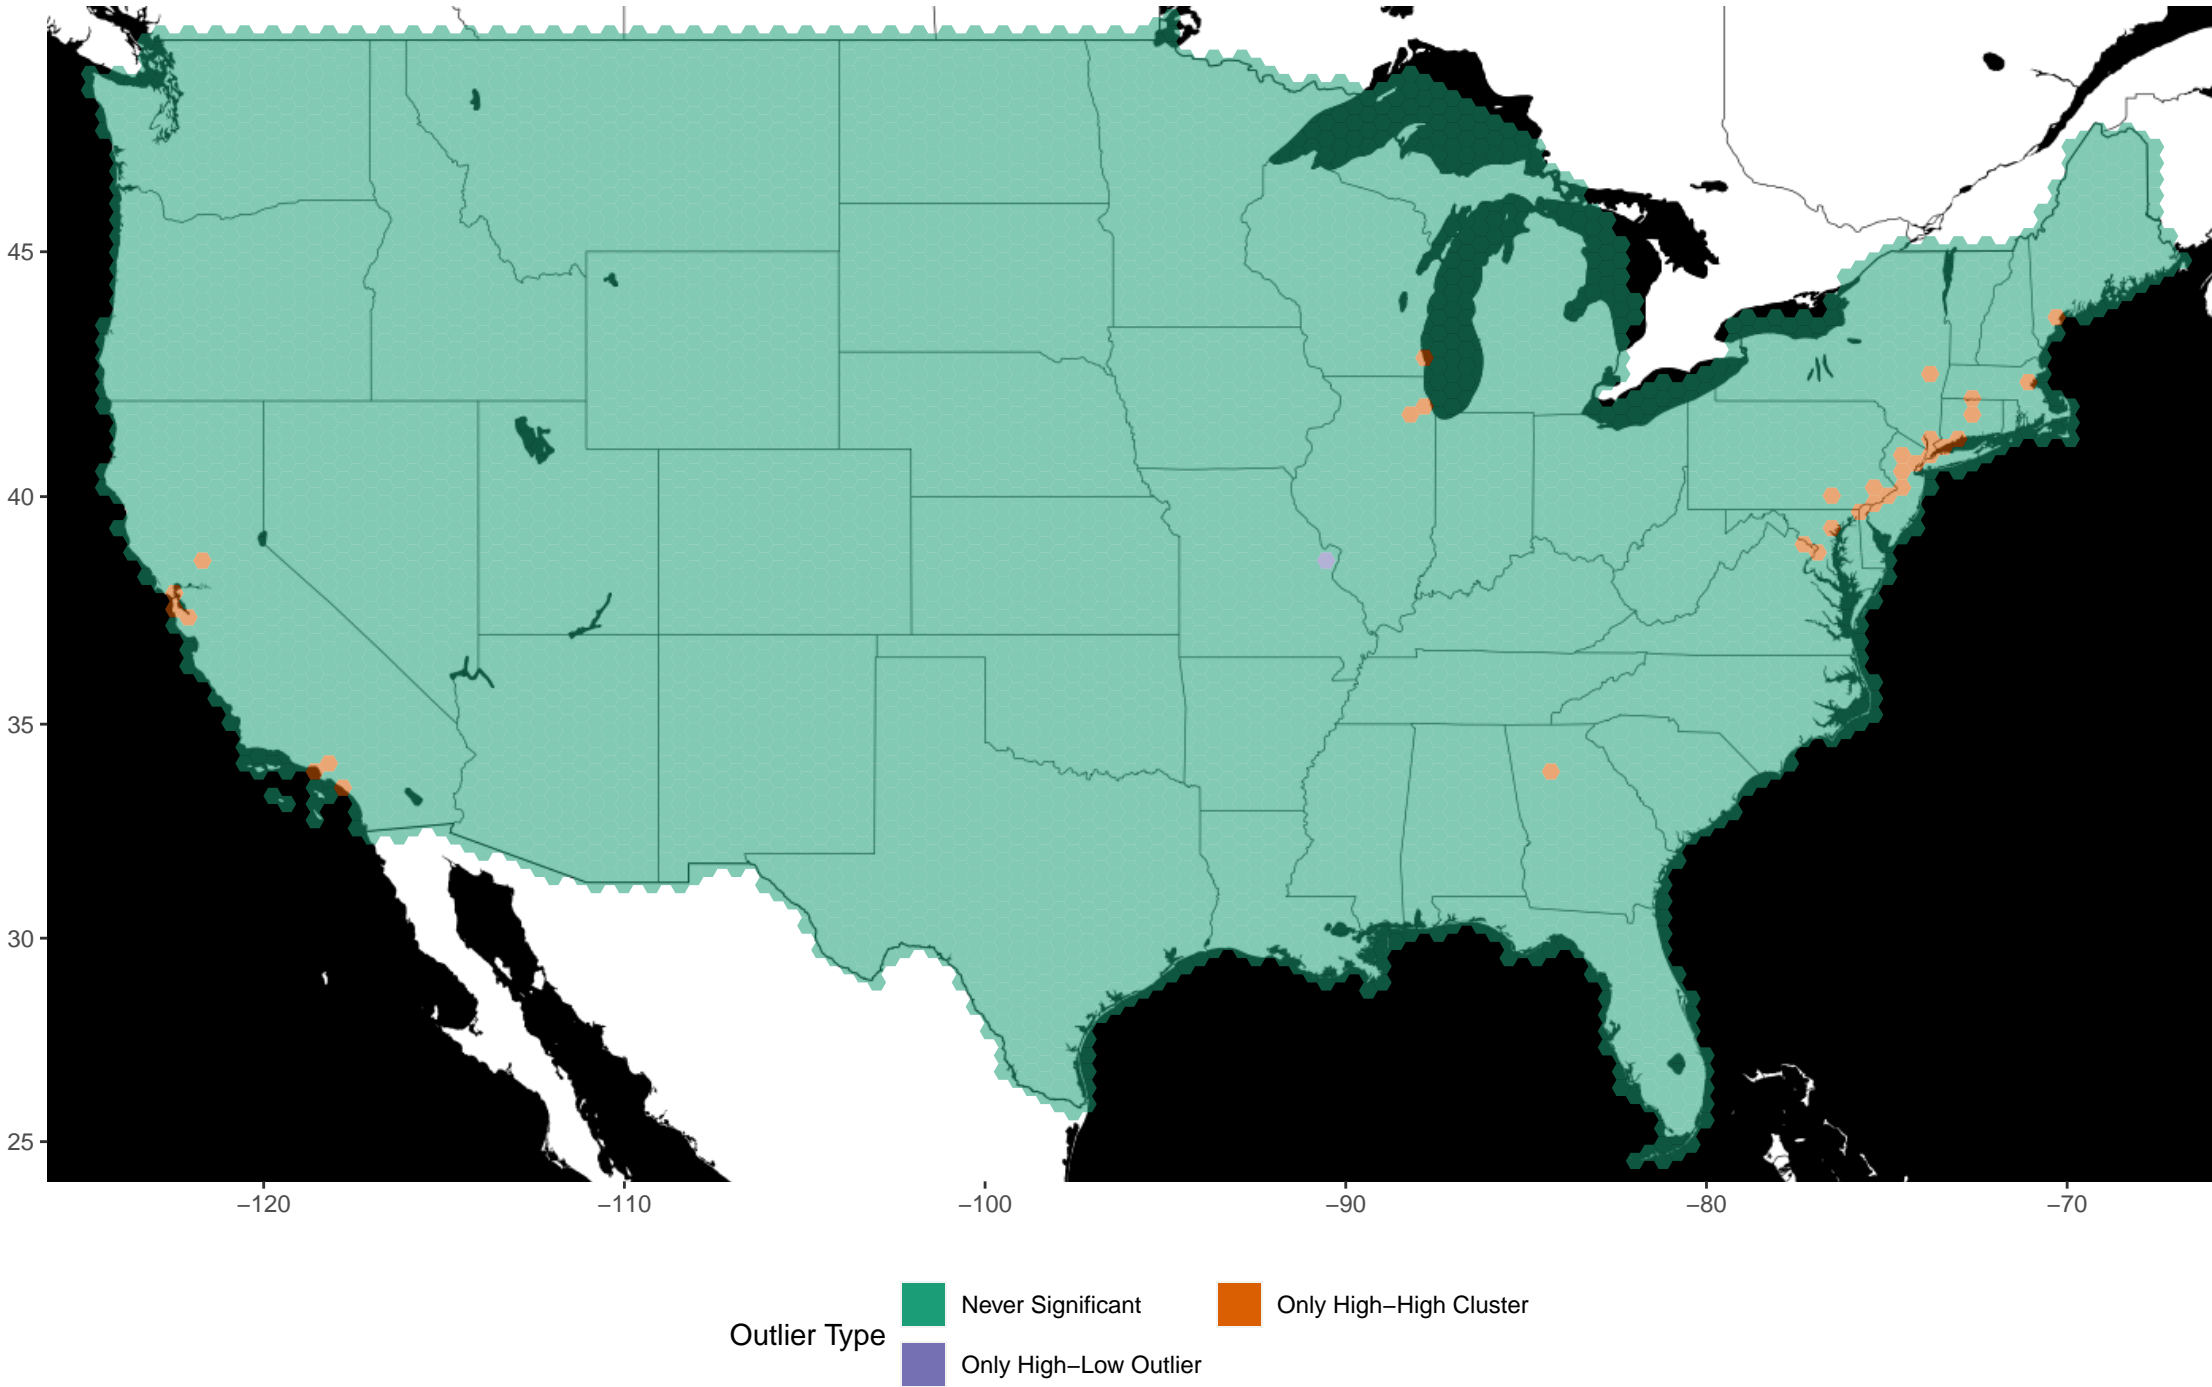 45
40
35
30
25
−120 −110 −100 −90 −80 −70
Outlier Type
Never Significant Only High−High Cluster
Only High−Low Outlier